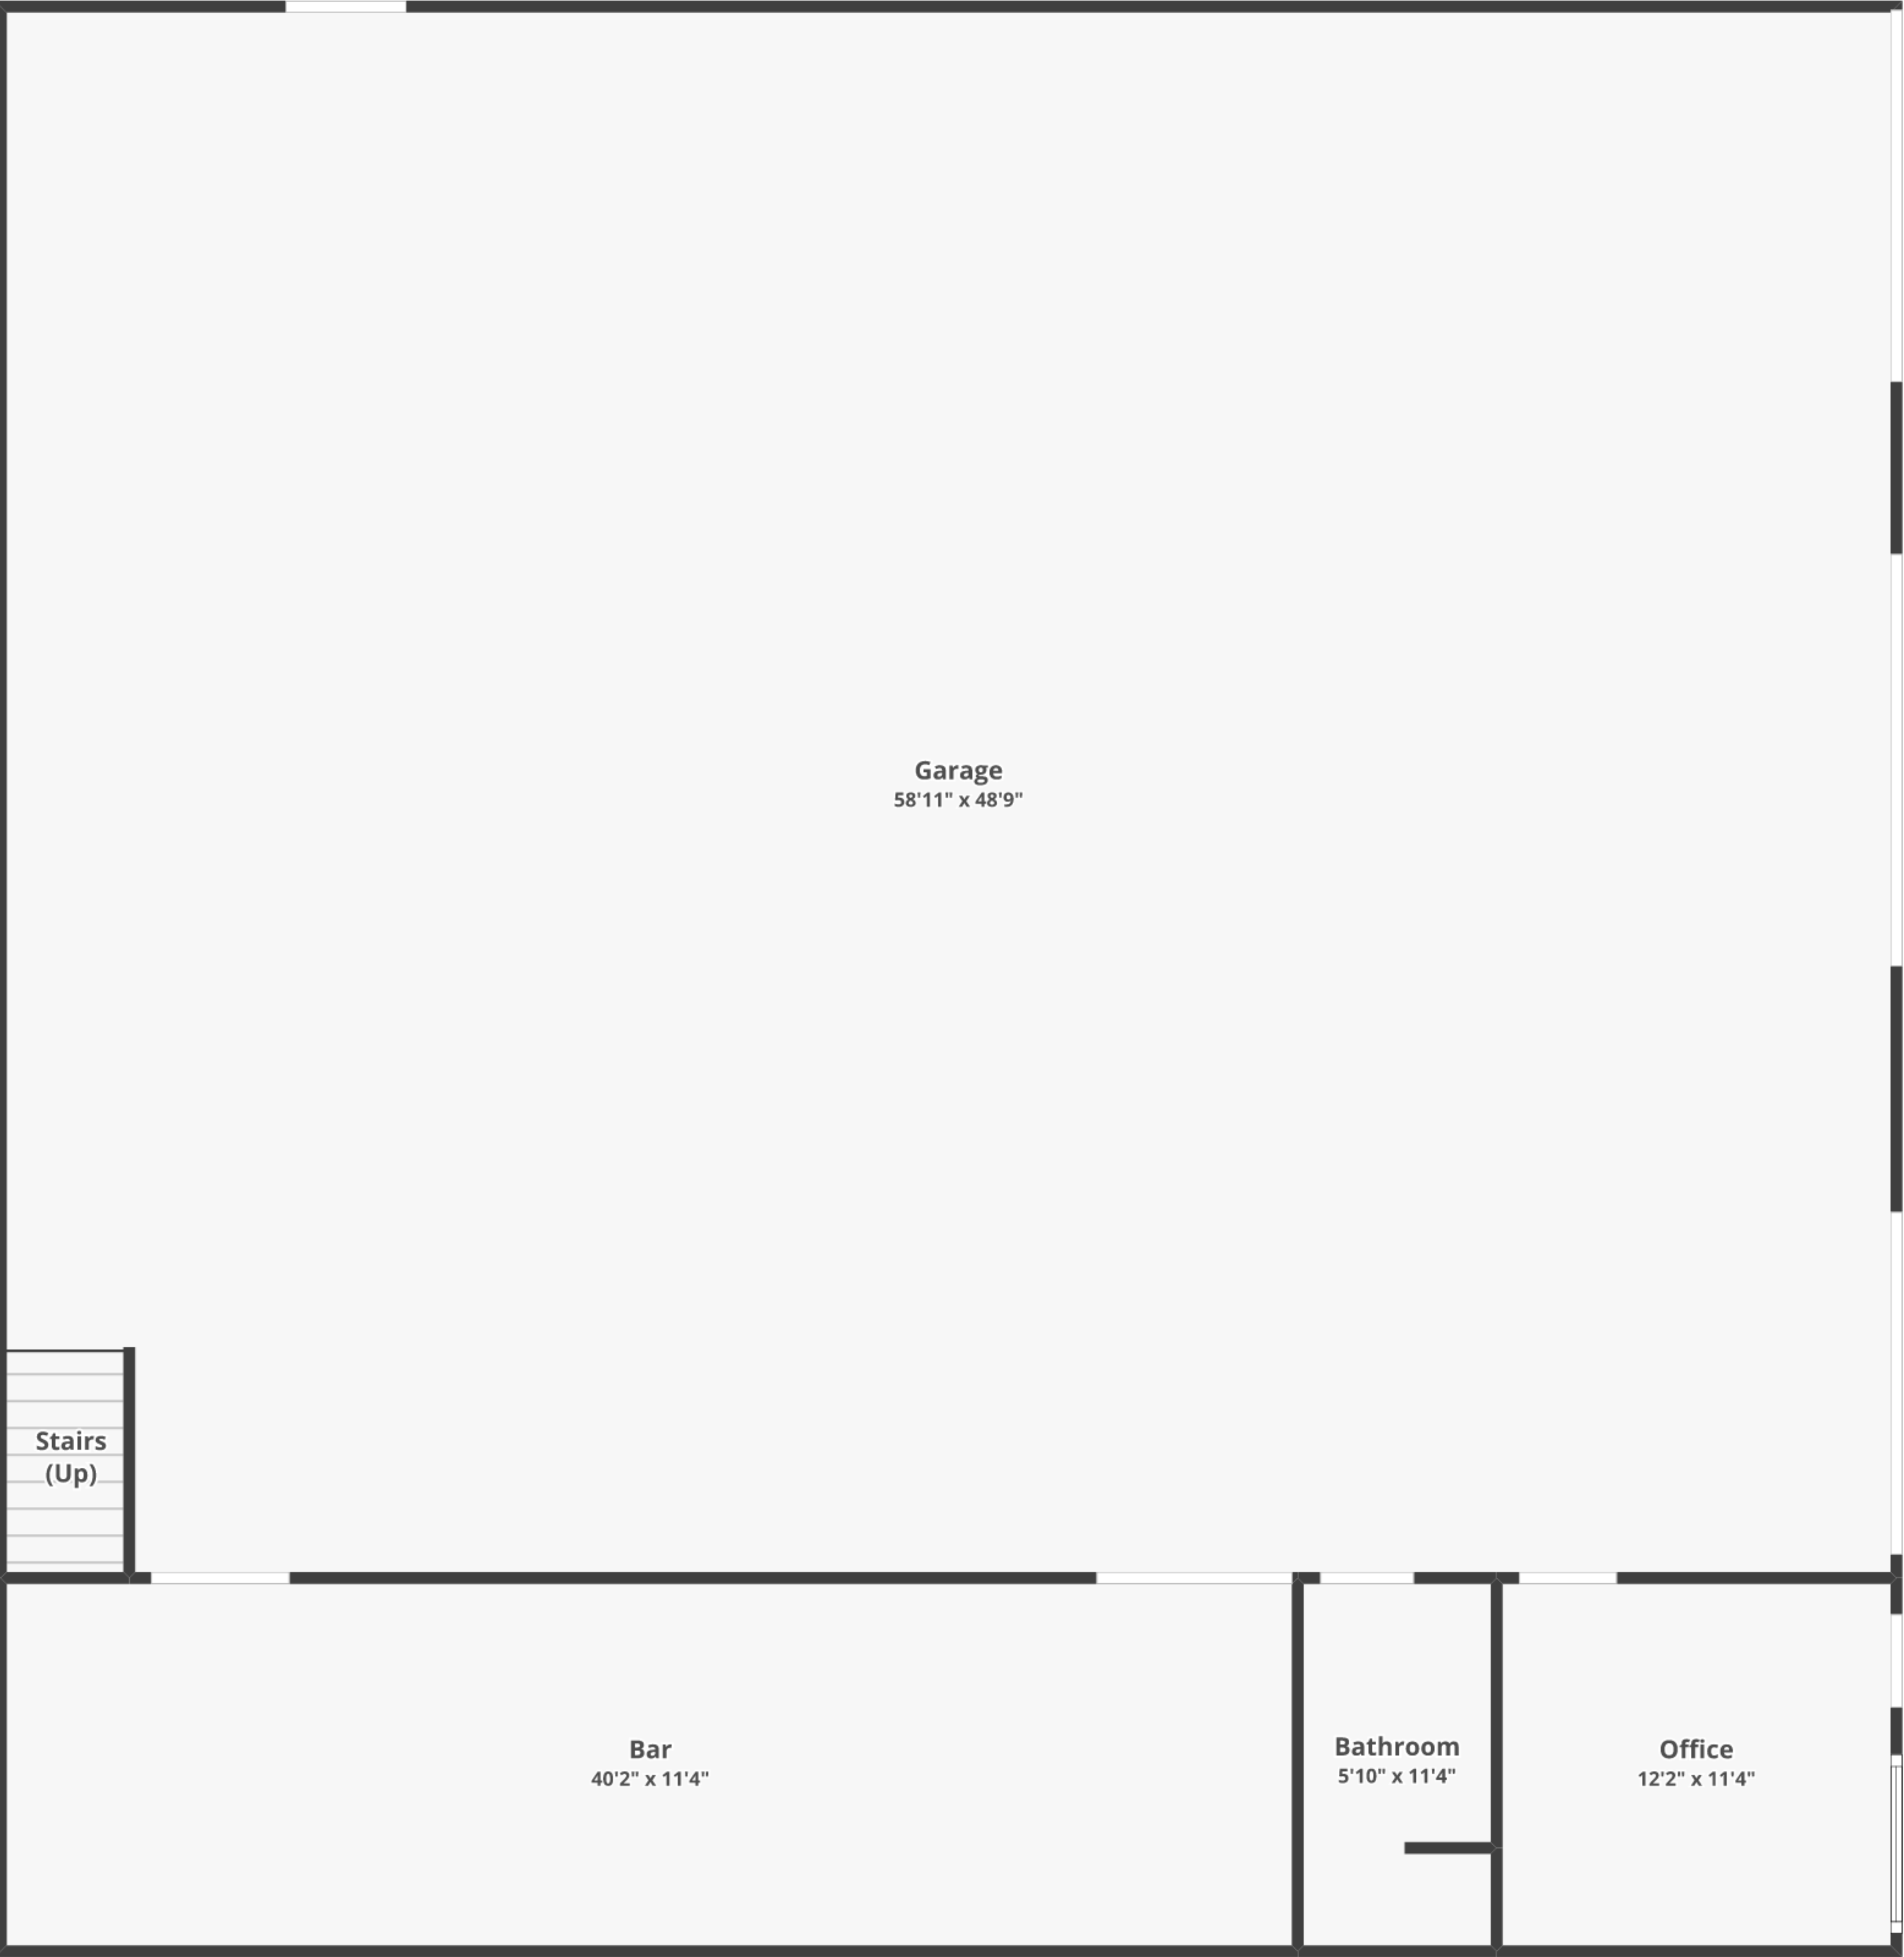 Garage
58'11" x 48'9"
Stairs
(Up)
Bar
40'2" x 11'4"
Bathroom
5'10" x 11'4"
Office
12'2" x 11'4"